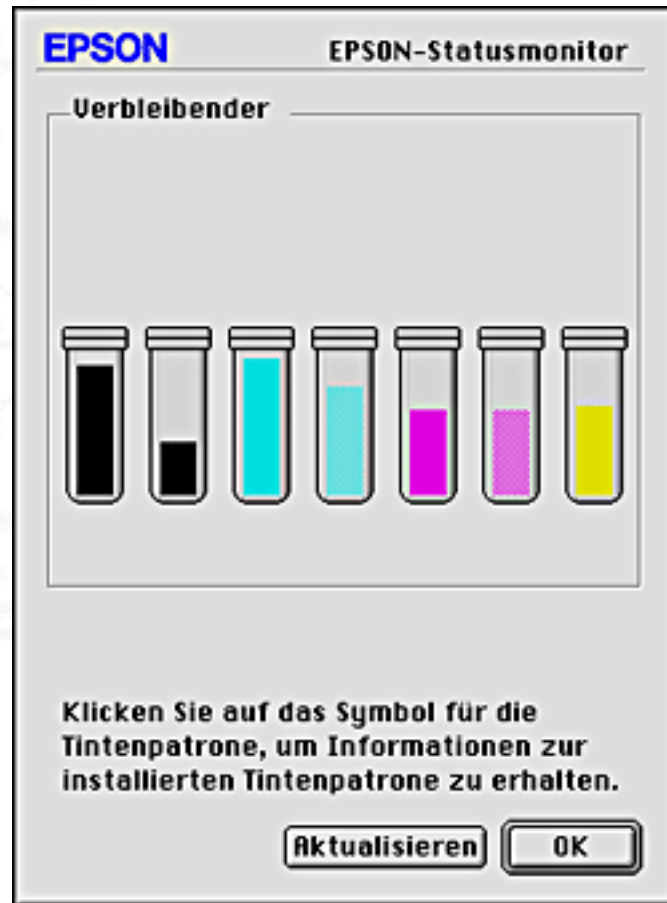 EPSON
EPSON-Statusmonitor
Verbleibender
Klicken Sie auf das Symbol für die
Tintenpatrone, um Informationen zur
installierten Tintenpatrone zu erhalten.
Aktualisieren
OK